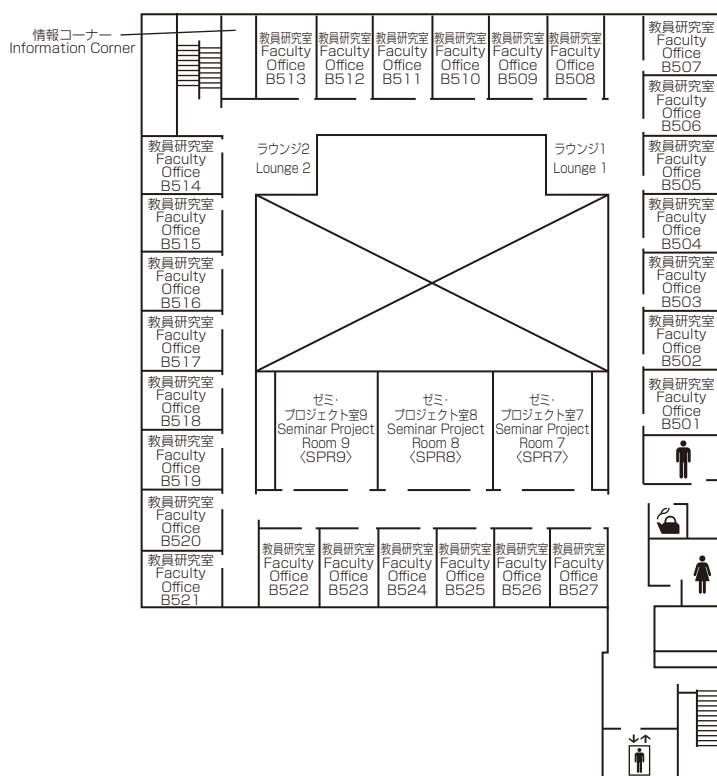 情報コーナー
Information Corner
教員研究室
Faculty
Office
B513
教員研究室
Faculty
Office
B512
教員研究室
Faculty
Office
B511
教員研究室
Faculty
Office
B510
教員研究室
Faculty
Office
B509
教員研究室
Faculty
Office
B508
教員研究室
Faculty
Office
B507
教員研究室
Faculty
Office
B506
教員研究室
Faculty
Office
B505
教員研究室
Faculty
Office
B504
教員研究室
Faculty
Office
B503
教員研究室
Faculty
Office
B502
教員研究室
Faculty
Office
B501
ラウンジ2
Lounge 2
ラウンジ1
Lounge 1
教員研究室
Faculty
Office
B514
教員研究室
Faculty
Office
B515
教員研究室
Faculty
Office
B516
教員研究室
Faculty
Office
B517
教員研究室
Faculty
Office
B518
教員研究室
Faculty
Office
B519
教員研究室
Faculty
Office
B520
教員研究室
Faculty
Office
B521
ゼミ・
プロジェクト室9
Seminar Project
Room 9
〈SPR9〉
ゼミ・
プロジェクト室8
Seminar Project
Room 8
〈SPR8〉
ゼミ・
プロジェクト室7
Seminar Project
Room 7
〈SPR7〉
教員研究室
Faculty
Office
B522
教員研究室
Faculty
Office
B523
教員研究室
Faculty
Office
B524
教員研究室
Faculty
Office
B525
教員研究室
Faculty
Office
B526
教員研究室
Faculty
Office
B527